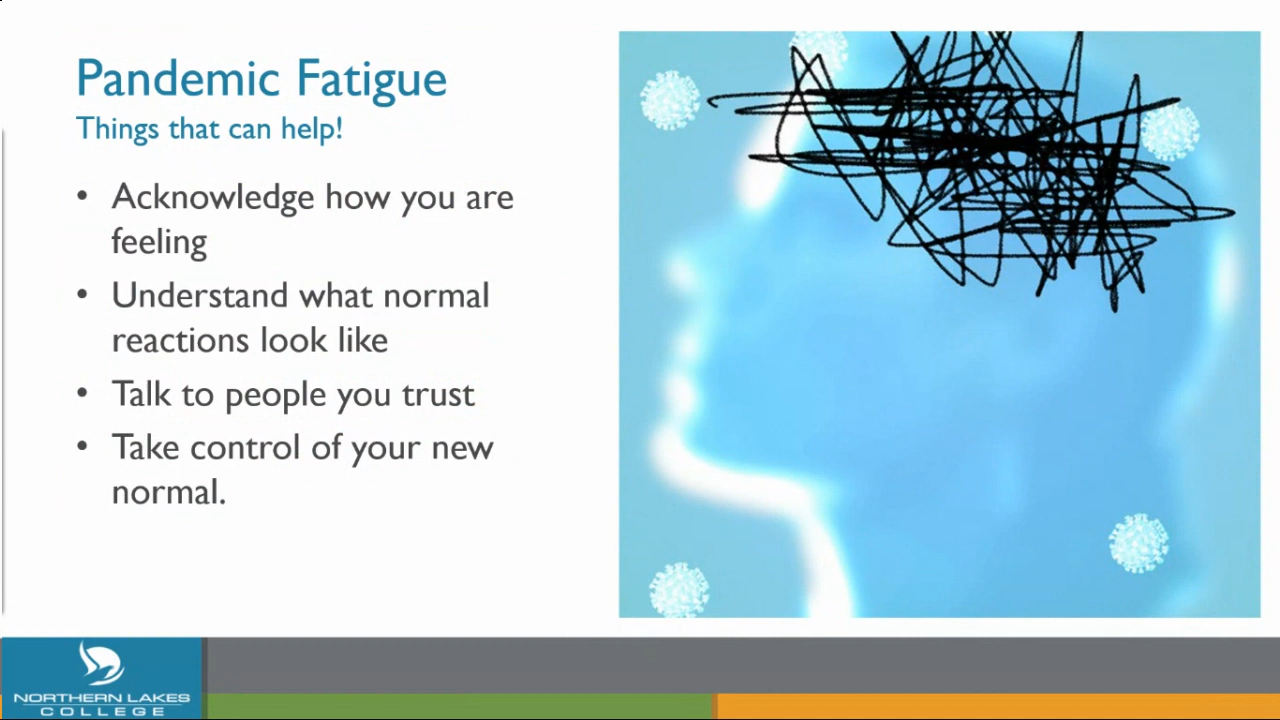 Pandemic Fatigue
Things that can help!
• Acknowledge how you are
feeling
• Understand what normal
reactions look like
• Talk to people you trust
• Take control of your new
normal.
NORTHERN LAKES
COLLEGE